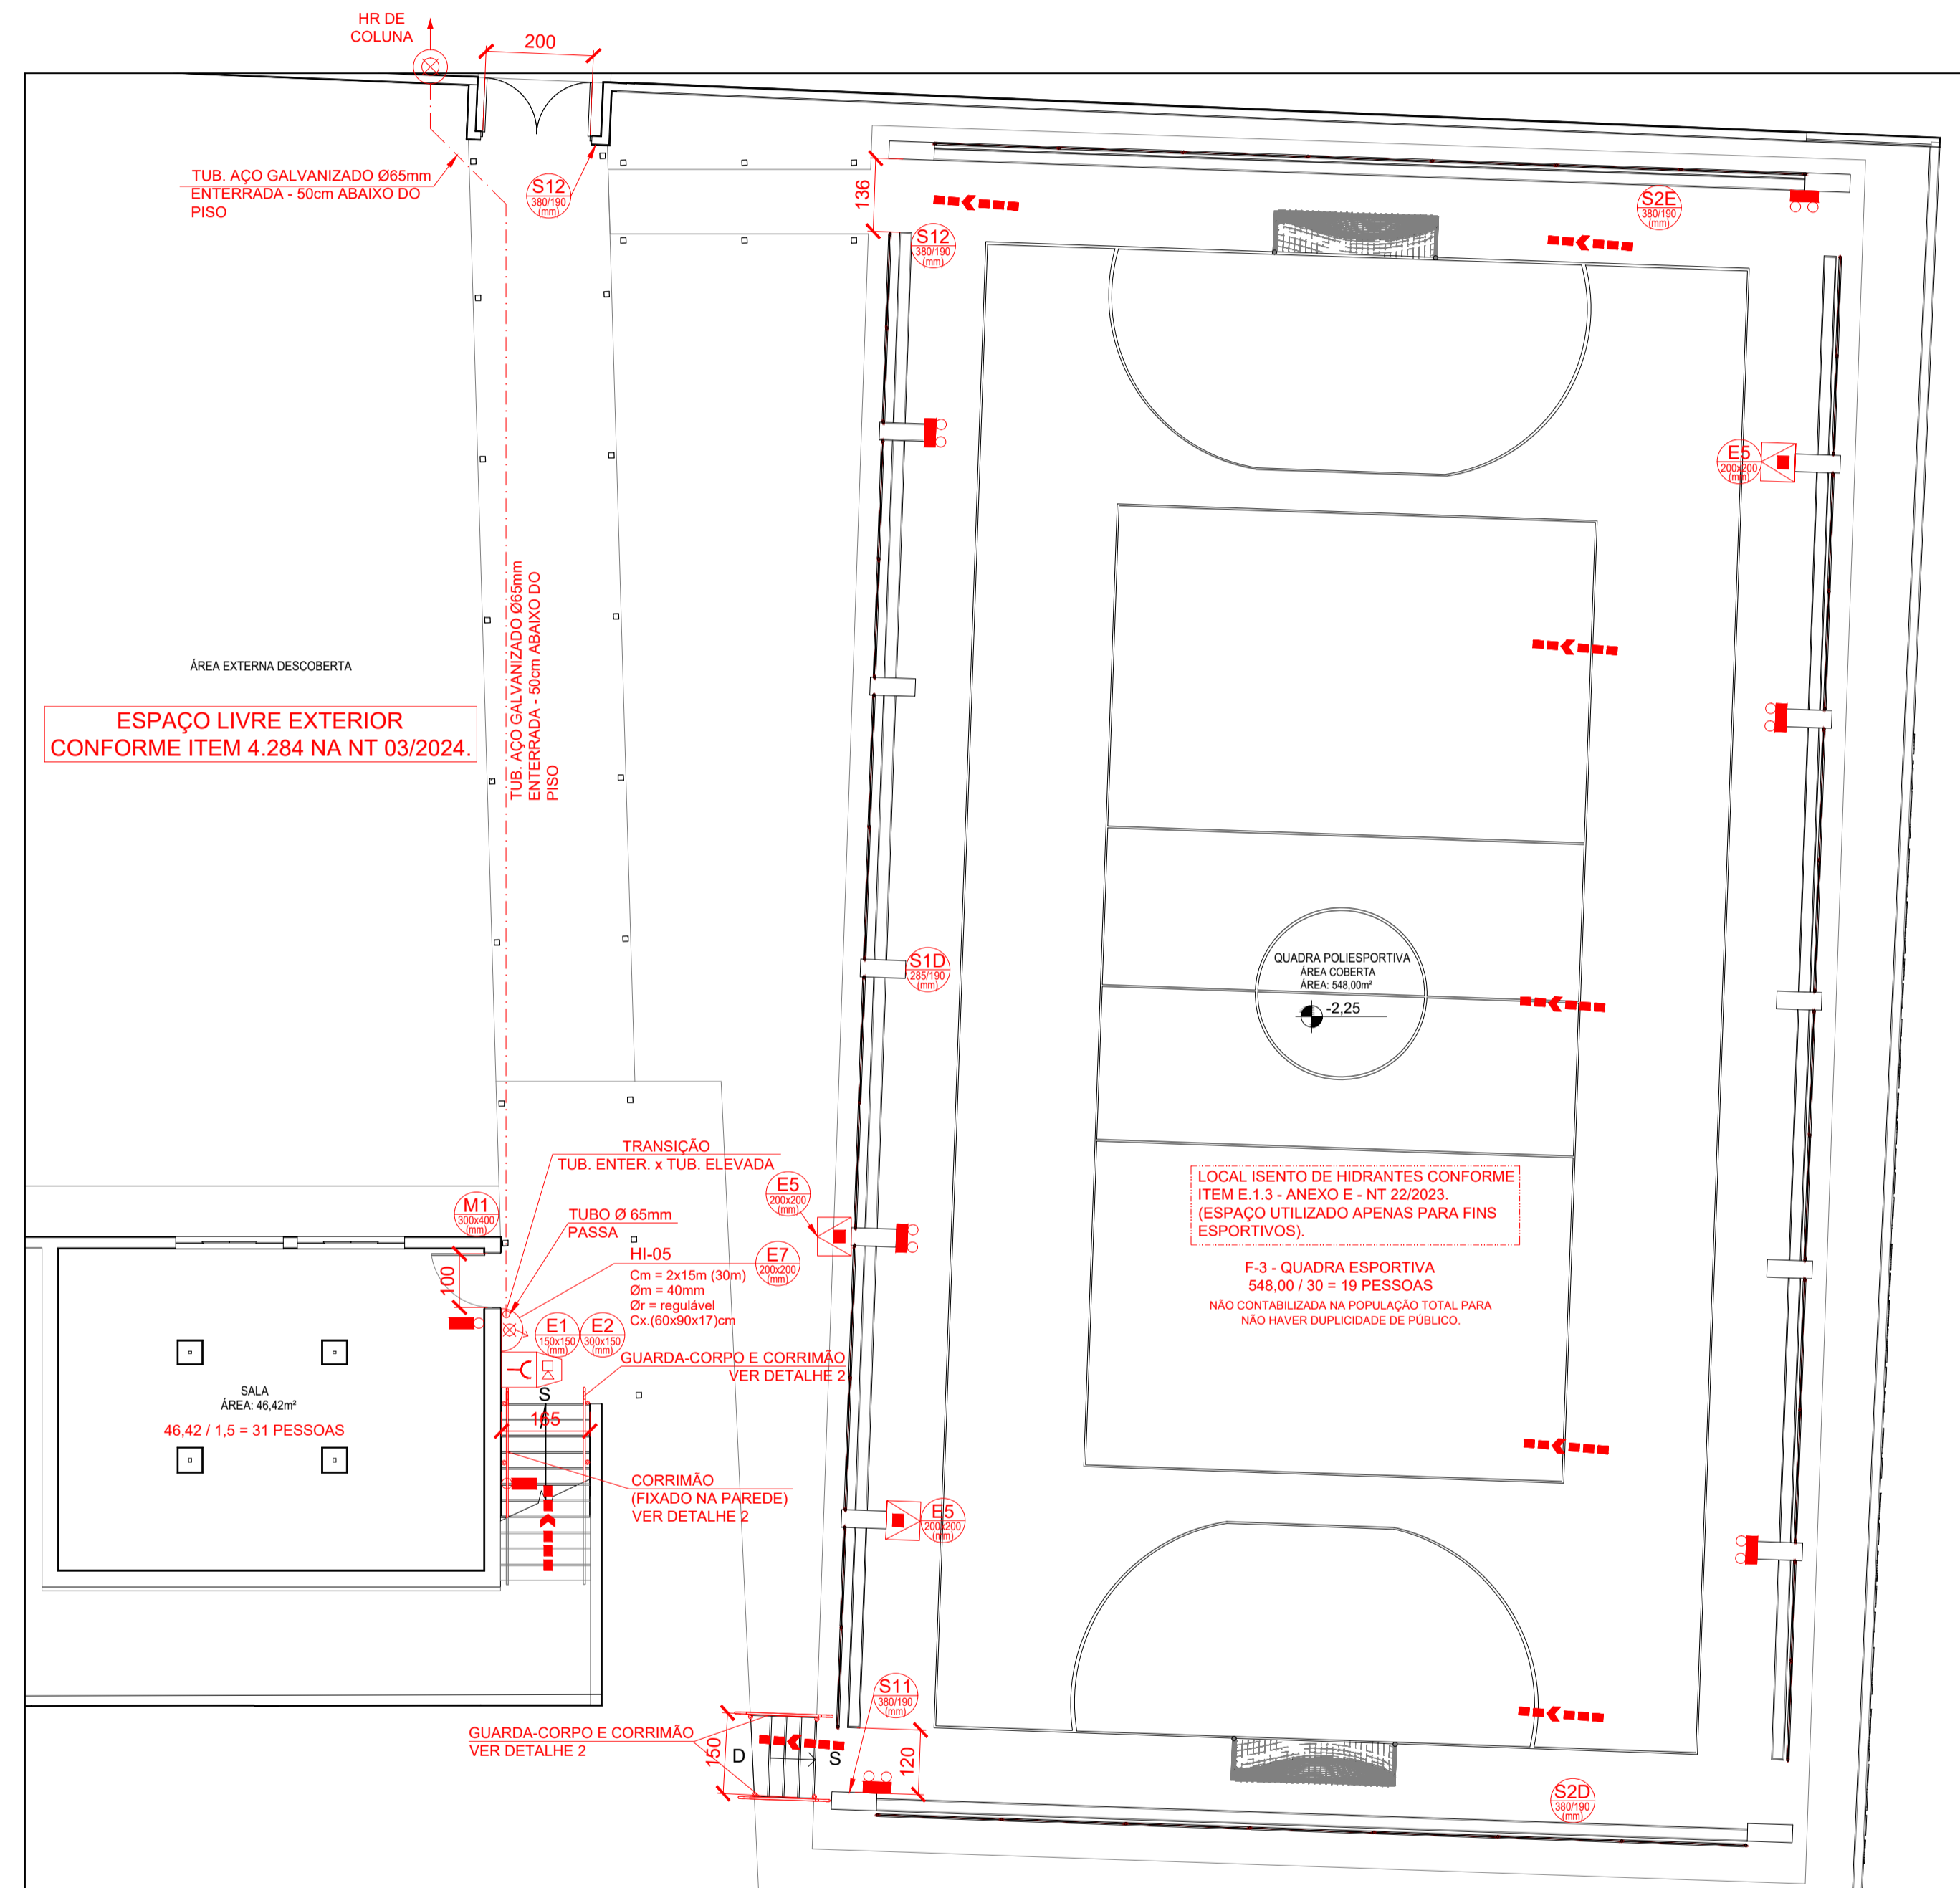 HR DE
COLUNA
200
TUB. AÇO GALVANIZADO Ø65mm
ENTERRADA - 50cm ABAIXO DO
PISO
S12
380/190
(mm)
136
S12
380/190
(mm)
S2E
380/190
(mm)
E5
200x200
(mm)
TUB. AÇO GALVANIZADO Ø65mm
ENTERRADA - 50cm ABAIXO DO
PISO
ÁREA EXTERNA DESCOBERTA
ESPAÇO LIVRE EXTERIOR
CONFORME ITEM 4.284 NA NT 03/2024.
S1D
285/190
(mm)
QUADRA POLIESPORTIVA
ÁREA COBERTA
ÁREA: 548,00m²
-2,25
TRANSIÇÃO
TUB. ENTER. x TUB. ELEVADA
E5
200x200
(mm)
M1
300x400
(mm)
TUBO Ø 65mm
PASSA
HI-05
Cm = 2x15m (30m)
Øm = 40mm
Ør = regulável
Cx.(60x90x17)cm
E7
200x200
(mm)
100
E1
150x150
(mm)
E2
300x150
(mm)
GUARDA-CORPO E CORRIMÃO
VER DETALHE 2
S
165
LOCAL ISENTO DE HIDRANTES CONFORME
ITEM E.1.3 - ANEXO E - NT 22/2023.
(ESPAÇO UTILIZADO APENAS PARA FINS
ESPORTIVOS).
F-3 - QUADRA ESPORTIVA
548,00 / 30 = 19 PESSOAS
NÃO CONTABILIZADA NA POPULAÇÃO TOTAL PARA
NÃO HAVER DUPLICIDADE DE PÚBLICO.
SALA
ÁREA: 46,42m²
46,42 / 1,5 = 31 PESSOAS
CORRIMÃO
(FIXADO NA PAREDE)
VER DETALHE 2
E5
200x200
(mm)
S11
380/190
(mm)
GUARDA-CORPO E CORRIMÃO
VER DETALHE 2
150
D
S
120
S2D
380/190
(mm)